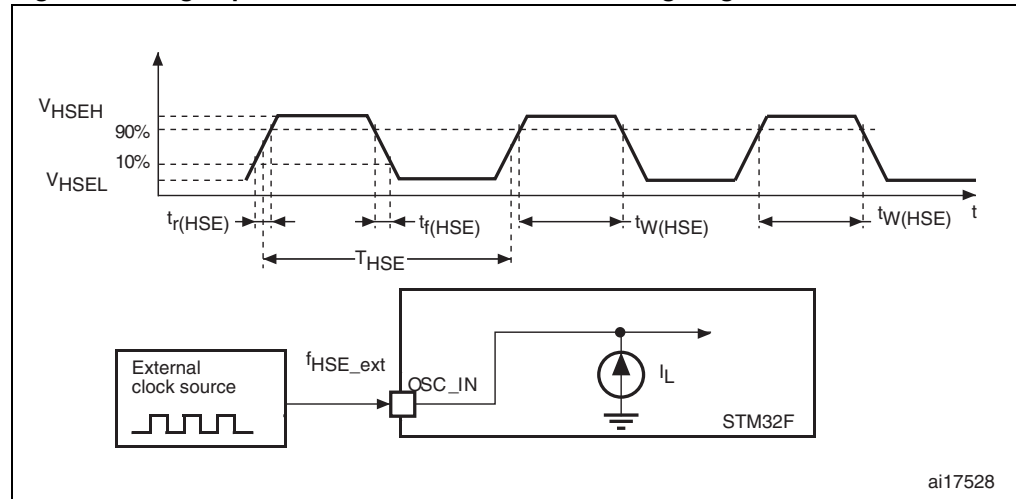 VHSEH
90%
10%
VHSEL
tr(HSE)
tf(HSE)
tW(HSE)
tW(HSE)
t
THSE
External
clock source
fHSE_ext
OSC_IN
IL
STM32F
ai17528